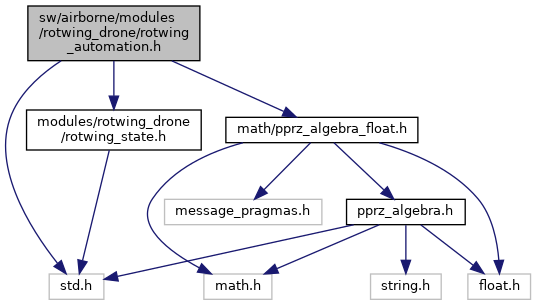 sw/airborne/modules
/rotwing_drone/rotwing
_automation.h
modules/rotwing_drone
/rotwing_state.h
math/pprz_algebra_float.h
message_pragmas.h
pprz_algebra.h
std.h
math.h
string.h
float.h